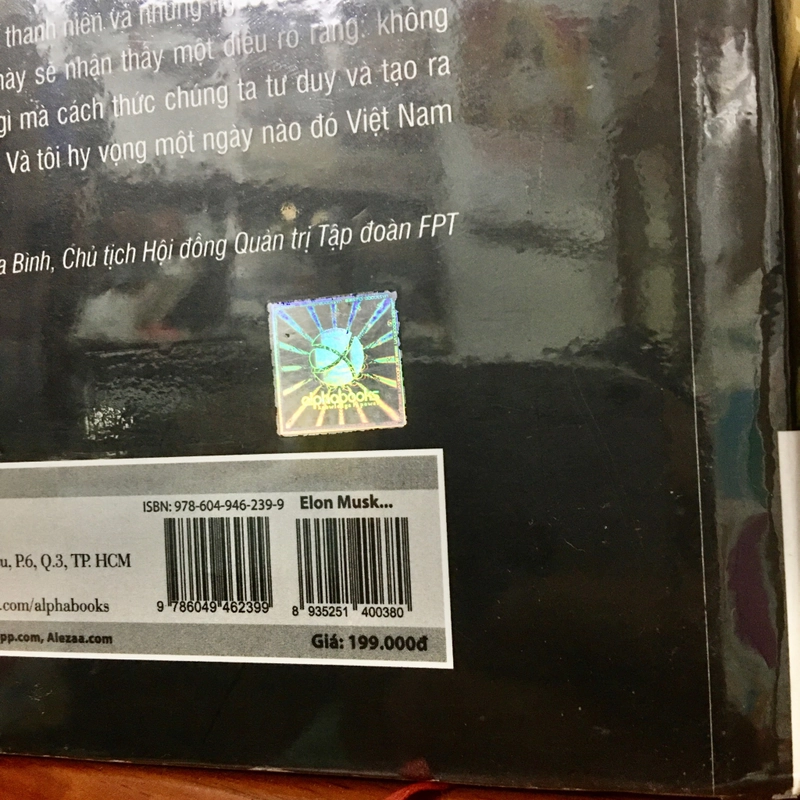 thanh niên và những
này sẽ nhận thấy một điều rõ ràng: không
gì mà cách thức chúng ta tư duy và tạo ra
Và tôi hy vọng một ngày nào đó Việt Nam
a Bình, Chủ tịch Hội đồng Quản trị Tập đoàn FPT
alphabooks
knowledge is power
ISBN: 978-604-946-239-9 Elon Musk...
u, P.6, Q.3, TP. HCM
.com/alphabooks
9 786049 462399 8 935251 400380
pp.com, Alezaa.com
Giá: 199.000đ